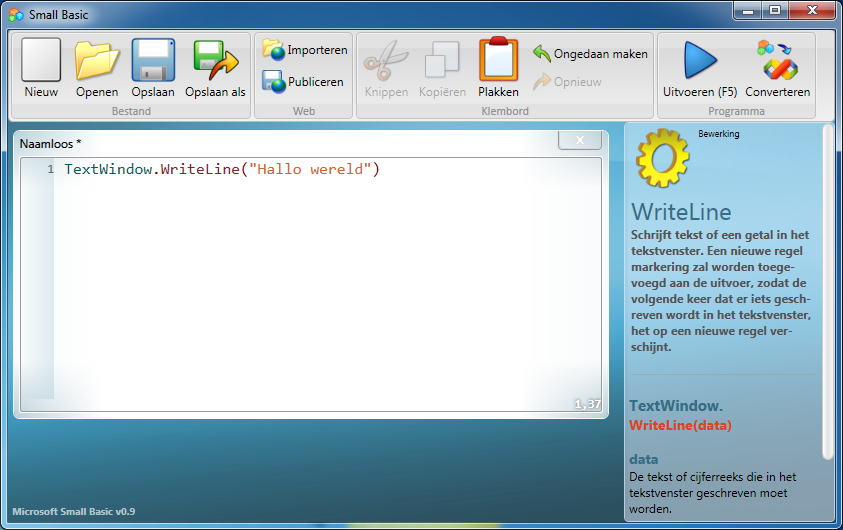 Small Basic
Nieuw
Openen
Opslaan
Opslaan als
Bestand
Importeren
Publiceren
Web
Knippen
Kopiëren
Plakken
Ongedaan maken
Opnieuw
Klembord
Uitvoeren (F5)
Converteren
Programma
Naamloos *
x
1 TextWindow.WriteLine("Hallo wereld")
1,37
Bewerking
WriteLine
Schrijft tekst of een getal in het
tekstvenster. Een nieuwe regel
markering zal worden toege-
voegd aan de uitvoer, zodat de
volgende keer dat er iets gesch-
reven wordt in het tekstvenster,
het op een nieuwe regel ver-
schijnt.
TextWindow.
WriteLine(data)
data
De tekst of cijferreeks die in het
tekstvenster geschreven moet
worden.
Microsoft Small Basic v0.9